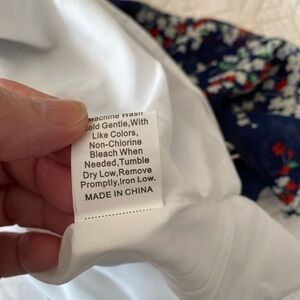 Machine Wash
Cold Gentle,With
Like Colors,
Non-Chlorine
Bleach When
Needed,Tumble
Dry Low,Remove
Promptly,Iron Low.
MADE IN CHINA